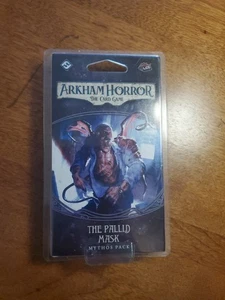 ARKHAM HORROR
THE CARD GAME
THE PALLID
MASK
MYTHOS PACK